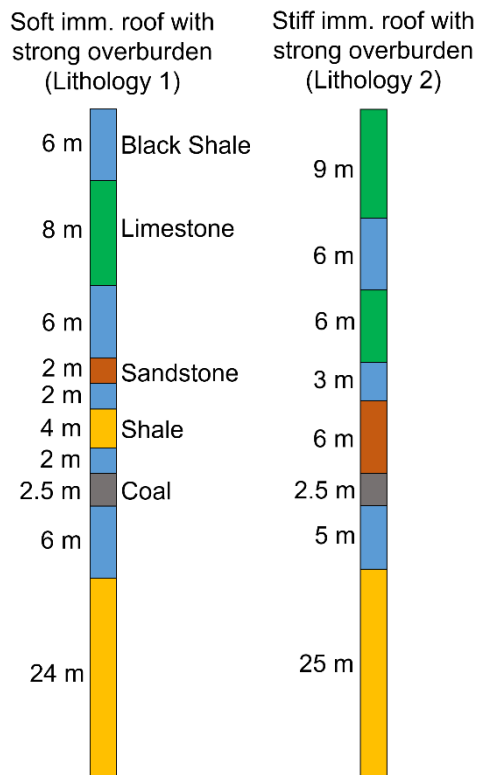 Soft imm. roof with
strong overburden
(Lithology 1)
6 m Black Shale
8 m Limestone
6 m
2 m Sandstone
2 m
4 m Shale
2 m
2.5 m Coal
6 m
24 m
Stiff imm. roof with
strong overburden
(Lithology 2)
9 m
6 m
6 m
3 m
6 m
2.5 m
5 m
25 m